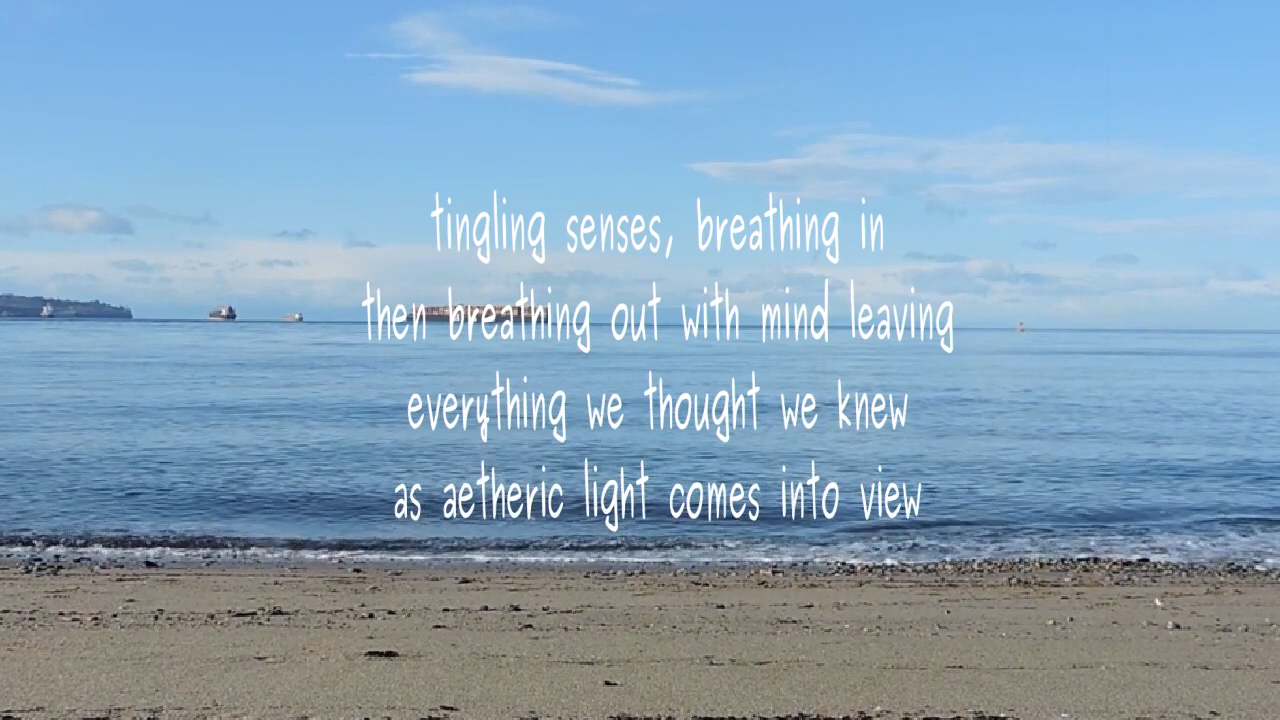 tingling senses, breathing in
then breathing out with mind leaving
everything we thought we knew
as aetheric light comes into view